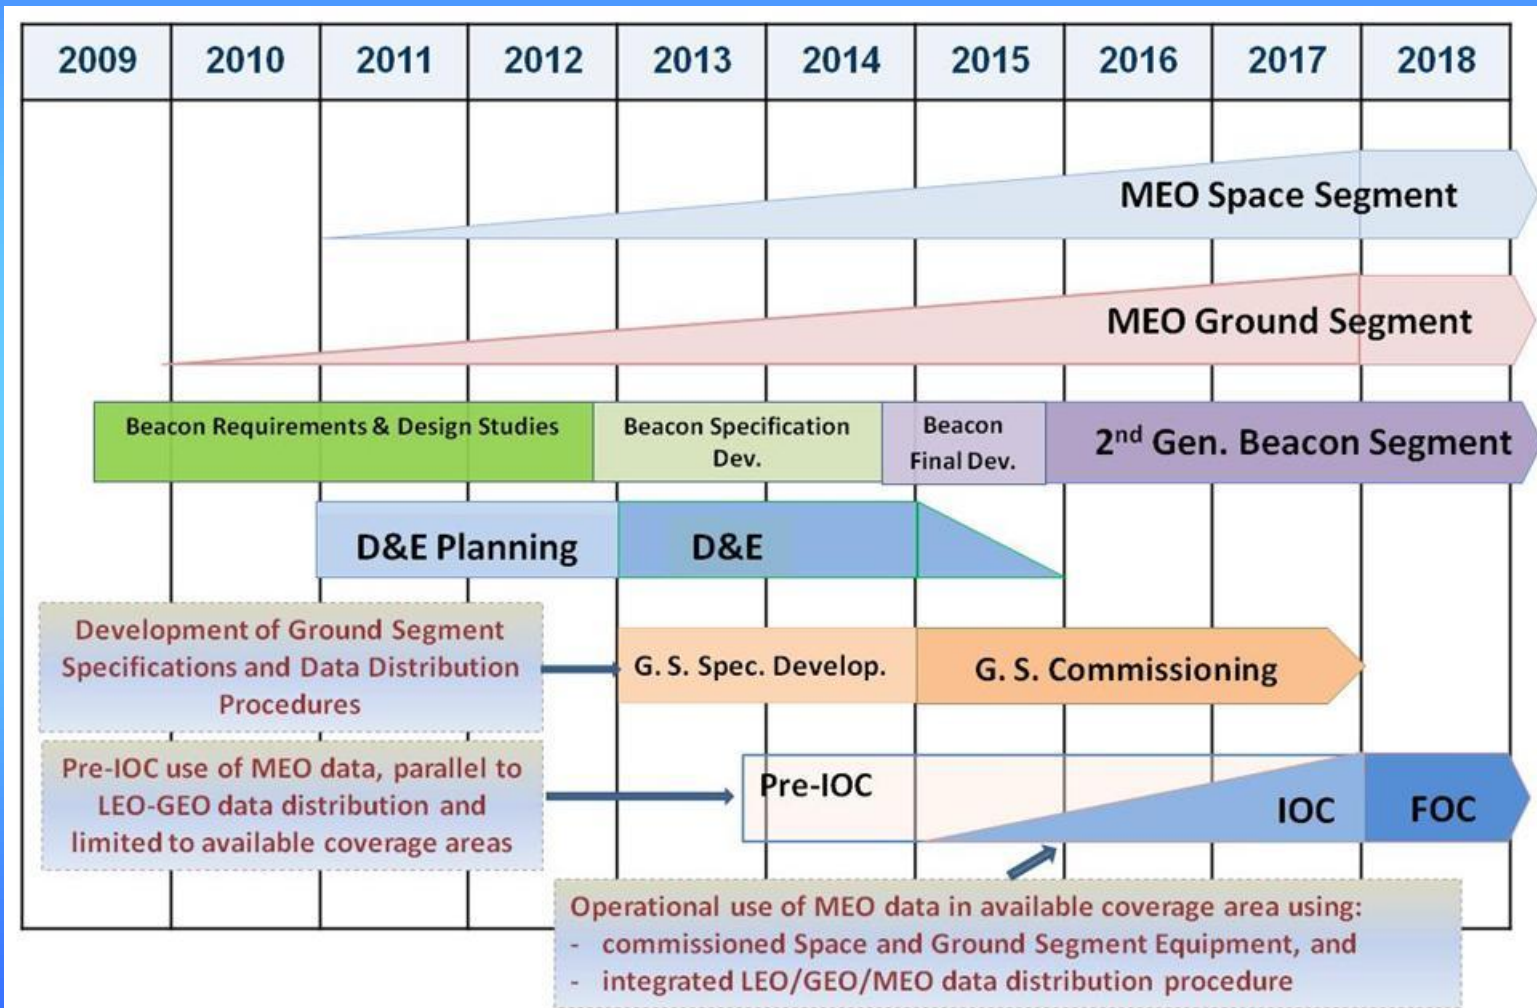 2009 2010 2011 2012 2013 2014 2015 2016 2017 2018
MEO Space Segment
MEO Ground Segment
Beacon Requirements & Design Studies
Beacon Specification
Dev.
Beacon
Final Dev.
2nd Gen. Beacon Segment
D&E Planning
D&E
Development of Ground Segment
Specifications and Data Distribution
Procedures
G. S. Spec. Develop.
G. S. Commissioning
Pre-IOC use of MEO data, parallel to
LEO-GEO data distribution and
limited to available coverage areas
Pre-IOC
IOC
FOC
Operational use of MEO data in available coverage area using:
- commissioned Space and Ground Segment Equipment, and
- integrated LEO/GEO/MEO data distribution procedure